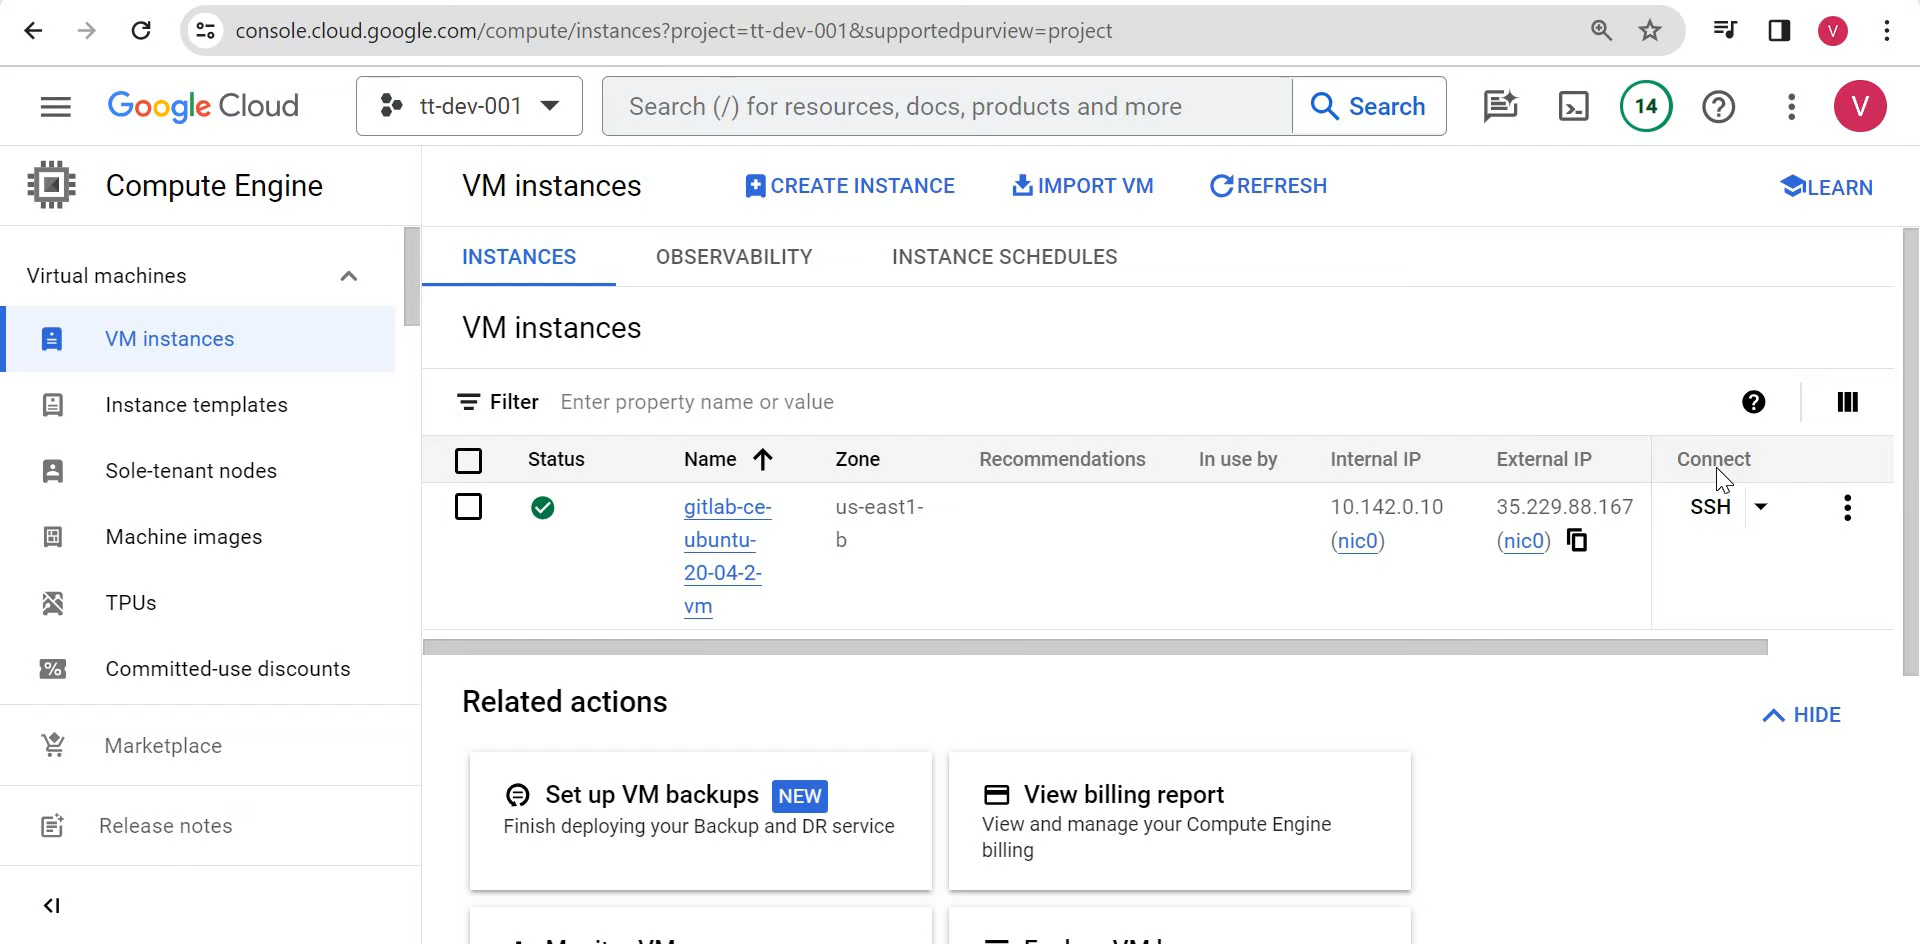 console.cloud.google.com/compute/instances?project=tt-dev-001&supportedpurview=project
V
Google Cloud
tt-dev-001
Search (/) for resources, docs, products and more
Search
14
V
Compute Engine
VM instances
CREATE INSTANCE
IMPORT VM
REFRESH
LEARN
Virtual machines
VM instances
Instance templates
Sole-tenant nodes
Machine images
TPUs
Committed-use discounts
Marketplace
Release notes
INSTANCES
OBSERVABILITY
INSTANCE SCHEDULES
VM instances
Filter
Enter property name or value
Status
Name
Zone
Recommendations
In use by
Internal IP
External IP
Connect
gitlab-ce-
ubuntu-
20-04-2-
vm
us-east1-
b
10.142.0.10
(nic0)
35.229.88.167
(nic0)
SSH
Related actions
HIDE
Set up VM backups
NEW
Finish deploying your Backup and DR service
View billing report
View and manage your Compute Engine
billing